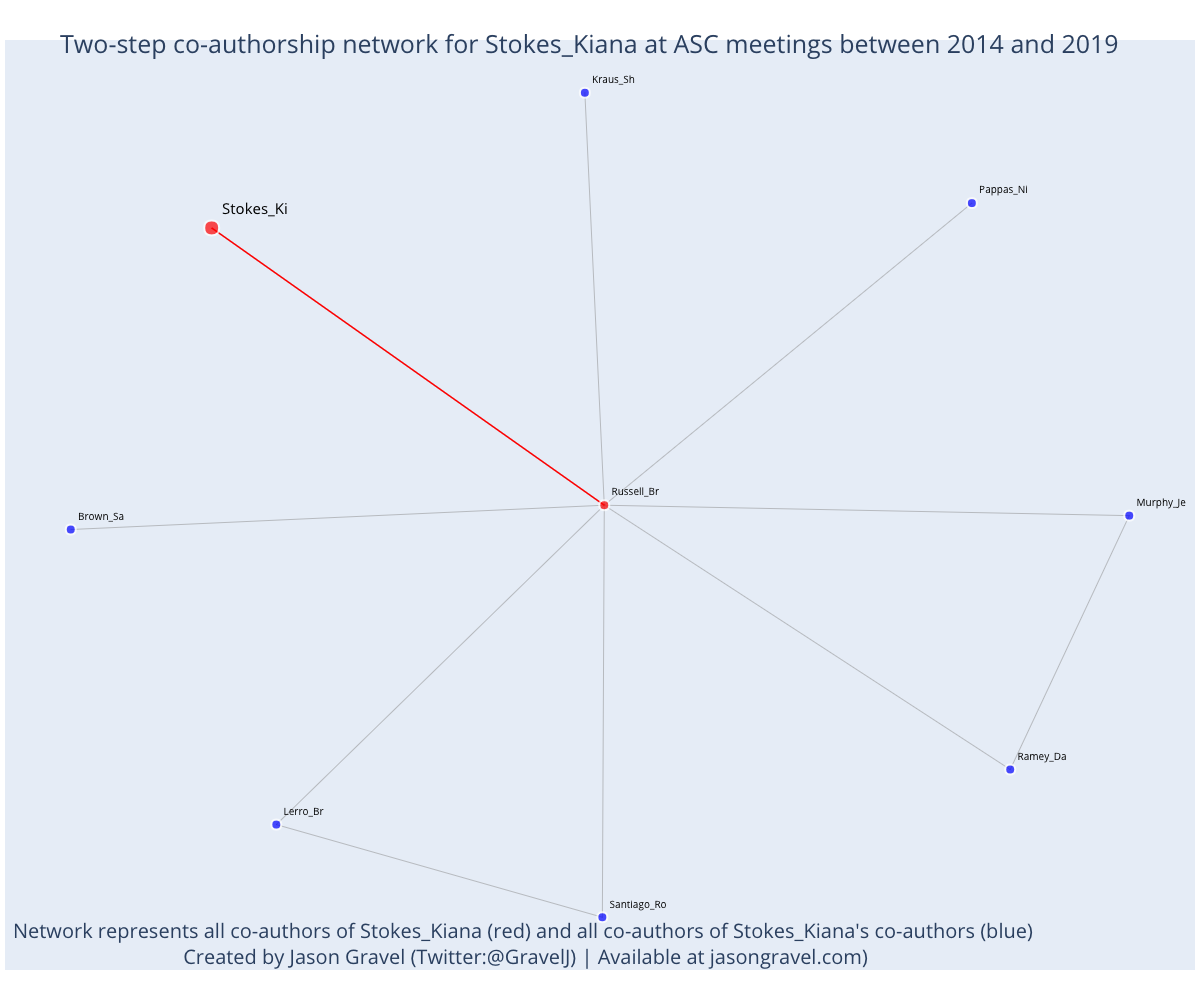 Two-step co-authorship network for Stokes_Kiana at ASC meetings between 2014 and 2019
Kraus_Sh
Pappas_Ni
Stokes_Ki
Russell_Br
Murphy_Je
Brown_Sa
Ramey_Da
Lerro_Br
Santiago_Ro
Network represents all co-authors of Stokes_Kiana (red) and all co-authors of Stokes_Kiana's co-authors (blue)
Created by Jason Gravel (Twitter:@GravelJ) | Available at jasongravel.com)